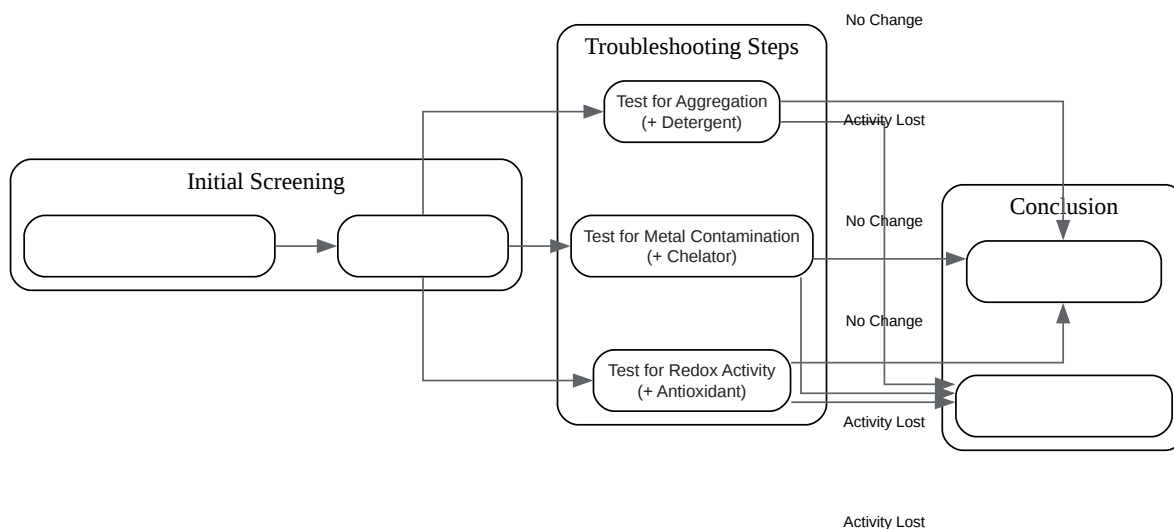 No Change
Troubleshooting Steps
Test for Aggregation
(+ Detergent)
Activity Lost
Initial Screening
Conclusion
Test for Metal Contamination
(+ Chelator)
No Change
No Change
Test for Redox Activity
(+ Antioxidant)
Activity Lost
Activity Lost